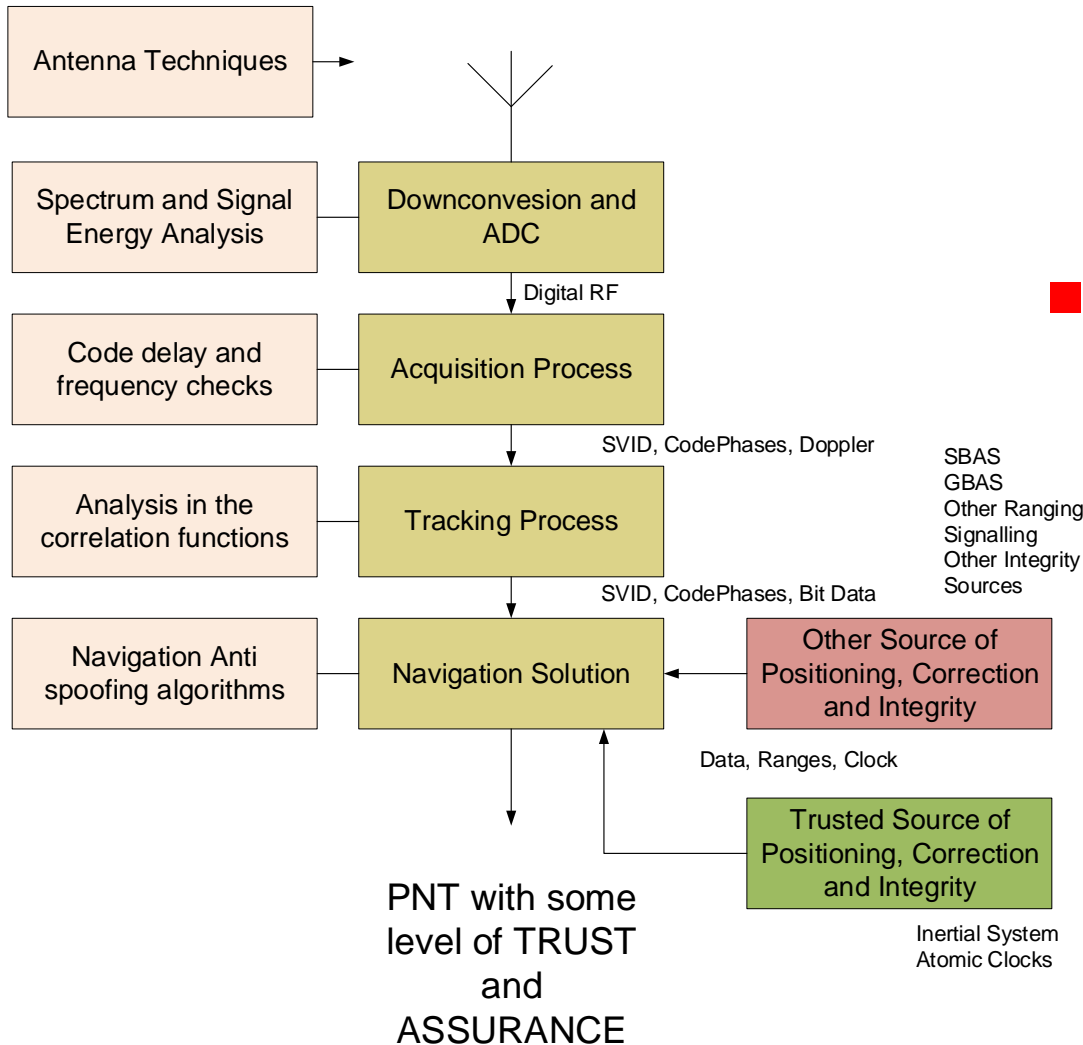 Antenna Techniques
Spectrum and Signal
Energy Analysis
Downconvesion and
ADC
Digital RF
Code delay and
frequency checks
Acquisition Process
SVID, CodePhases, Doppler
SBAS
GBAS
Other Ranging
Signalling
Other Integrity
Sources
Analysis in the
correlation functions
Tracking Process
SVID, CodePhases, Bit Data
Navigation Anti
spoofing algorithms
Navigation Solution
Other Source of
Positioning, Correction
and Integrity
Data, Ranges, Clock
Trusted Source of
Positioning, Correction
and Integrity
Inertial System
Atomic Clocks
PNT with some
level of TRUST
and
ASSURANCE